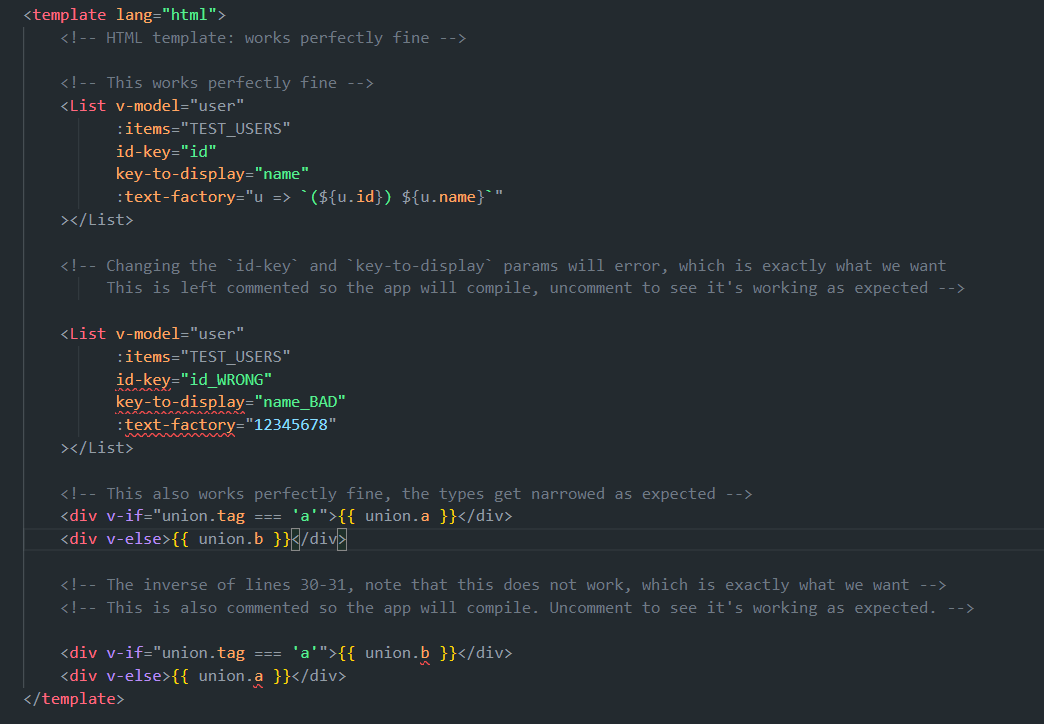 <template lang="html">
<!-- HTML template: works perfectly fine -->
<!-- This works perfectly fine -->
<List v-model="user"
:items="TEST_USERS"
id-key="id"
key-to-display="name"
:text-factory="u => `(${u.id}) ${u.name}`"
></List>
<!-- Changing the `id-key` and `key-to-display` params will error, which is exactly what we want
This is left commented so the app will compile, uncomment to see it's working as expected -->
<List v-model="user"
:items="TEST_USERS"
id-key="id_WRONG"
key-to-display="name_BAD"
:text-factory="12345678"
></List>
<!-- This also works perfectly fine, the types get narrowed as expected -->
<div v-if="union.tag === 'a'">{{ union.a }}</div>
<div v-else>{{ union.b }}</div>
<!-- The inverse of lines 30-31, note that this does not work, which is exactly what we want -->
<!-- This is also commented so the app will compile. Uncomment to see it's working as expected. -->
<div v-if="union.tag === 'a'">{{ union.b }}</div>
<div v-else>{{ union.a }}</div>
</template>